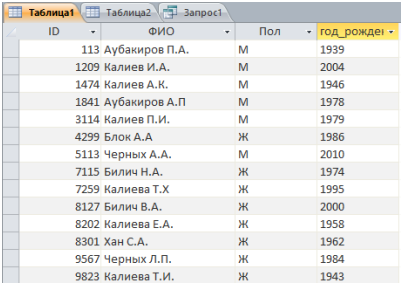 Таблица1 Таблица2 Запрос1
ID ФИО Пол год_рожден
113 Аубакиров П.А. М 1939
1209 Калиев И.А. М 2004
1474 Калиев А.К. М 1946
1841 Аубакиров А.П М 1978
3114 Калиев П.И. М 1979
4299 Блок А.А Ж 1986
5113 Черных А.А. М 2010
7115 Билич Н.А. Ж 1974
7259 Калиева Т.Х Ж 1995
8127 Билич В.А. Ж 2000
8202 Калиева Е.А. Ж 1958
8301 Хан С.А. Ж 1962
9567 Черных Л.П. Ж 1984
9823 Калиева Т.И. Ж 1943